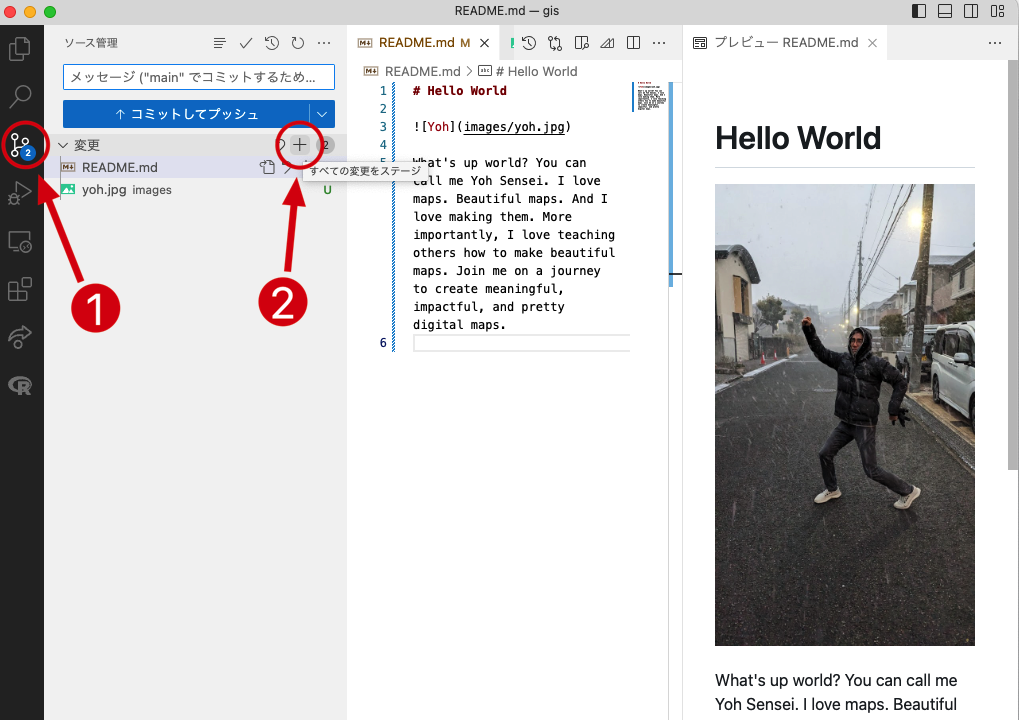 README.md — gis
ソース管理
メッセージ ("main" でコミットするため...
コミットしてプッシュ
変更
2
README.md
すべての変更をステージ
yoh.jpg images
U
2
1
2
README.md M
README.md > # Hello World
1 # Hello World
2
3 ![Yoh](images/yoh.jpg)
4
What's up world? You can
call me Yoh Sensei. I love
maps. Beautiful maps. And I
love making them. More
importantly, I love teaching
others how to make beautiful
maps. Join me on a journey
to create meaningful,
impactful, and pretty
digital maps.
6
プレビュー README.md
Hello World
What's up world? You can call me
Yoh Sensei. I love maps. Beautiful